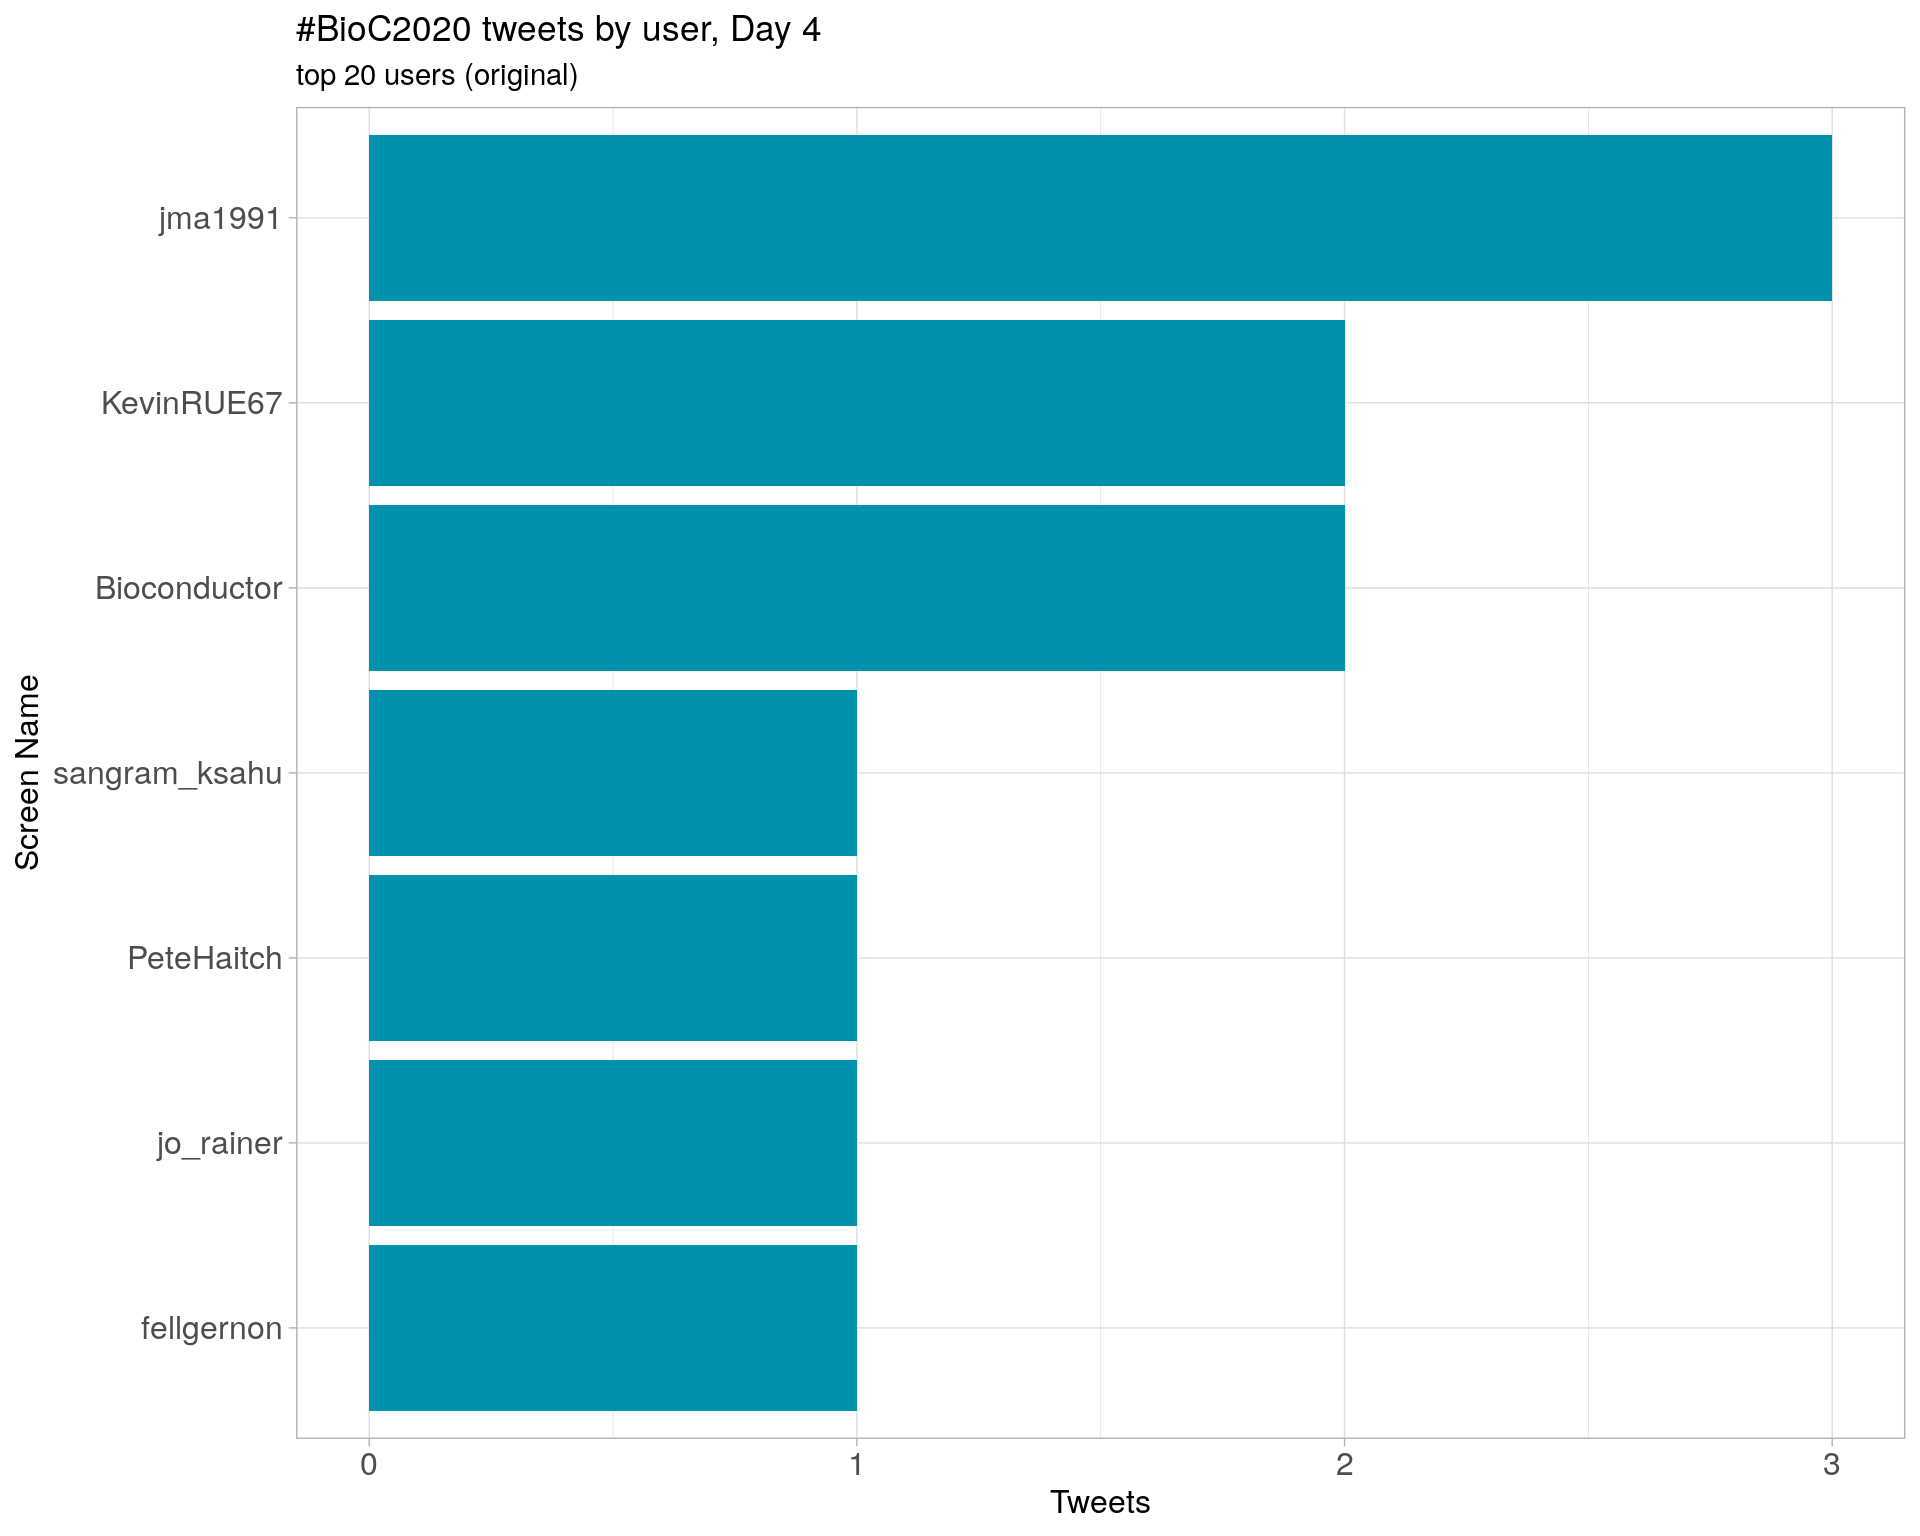 #BioC2020 tweets by user, Day 4
top 20 users (original)
jma1991
KevinRUE67
Bioconductor
sangram_ksahu
PeteHaitch
jo_rainer
fellgernon
Screen Name
0 1 2 3
Tweets